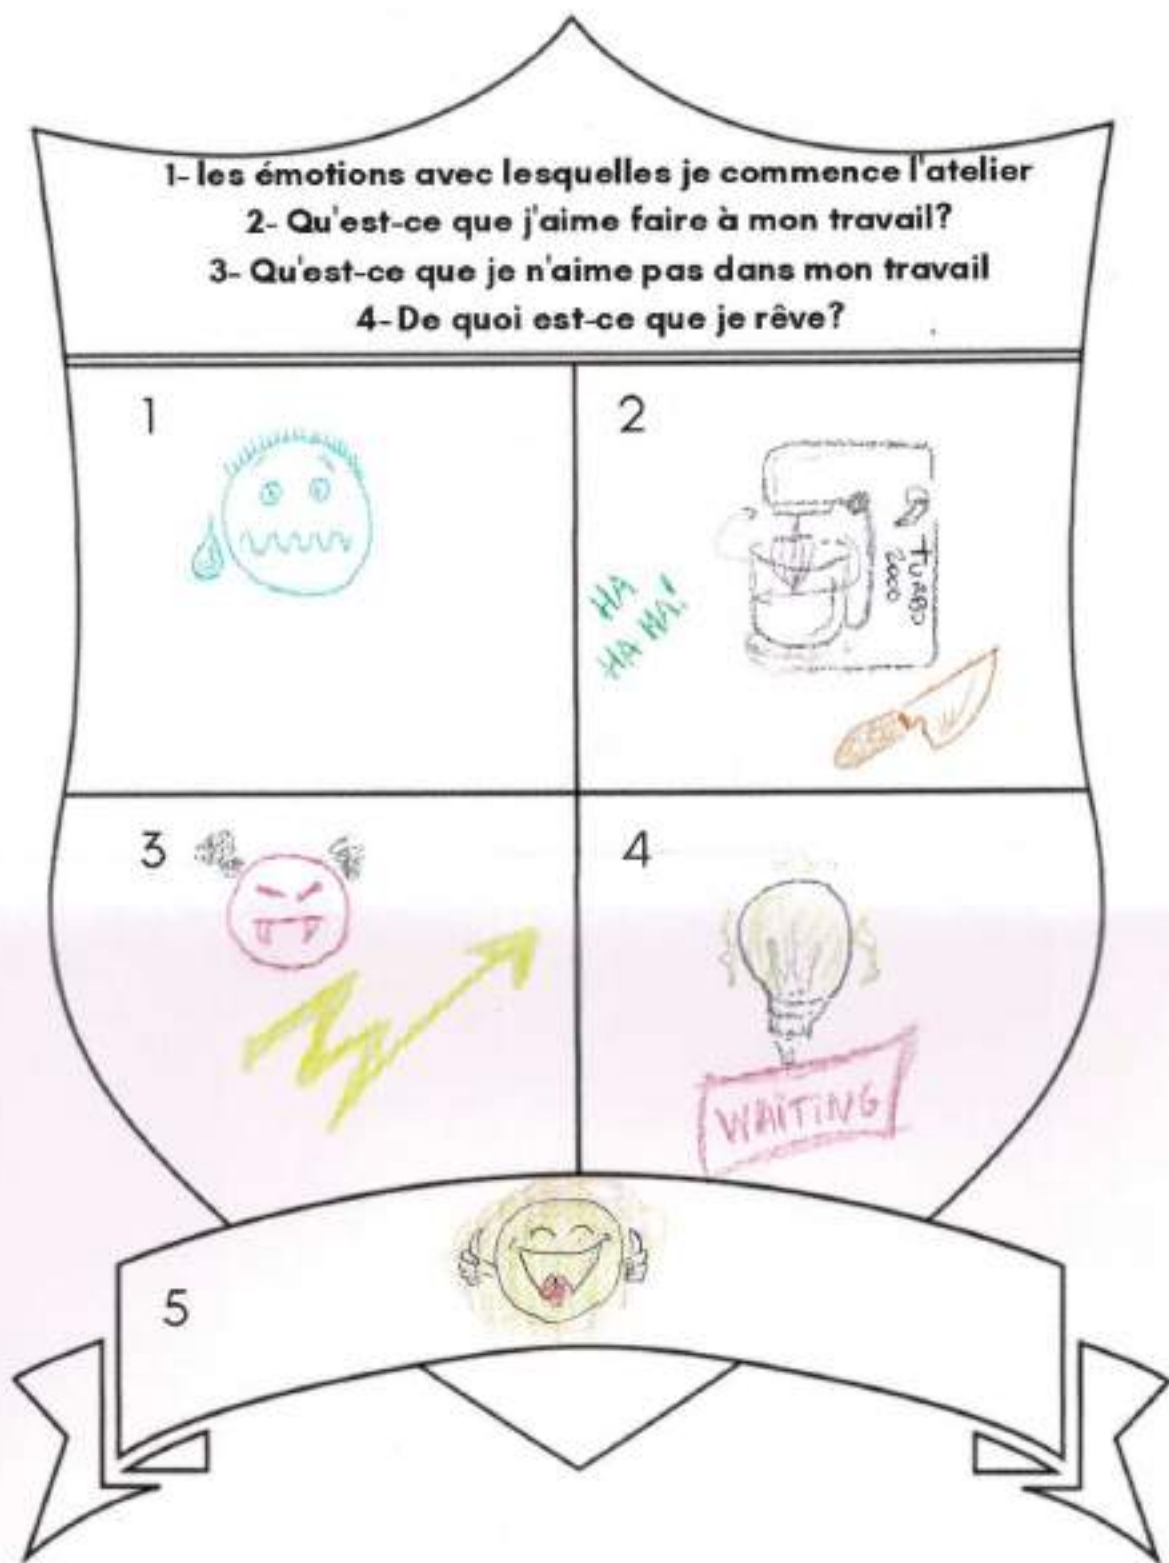 1- les émotions avec lesquelles je commence l'atelier
2- Qu'est-ce que j'aime faire à mon travail?
3- Qu'est-ce que je n'aime pas dans mon travail
4- De quoi est-ce que je rêve?
1
2
HA
HA HA!
TURBO
2000
3
4
WAITING
5